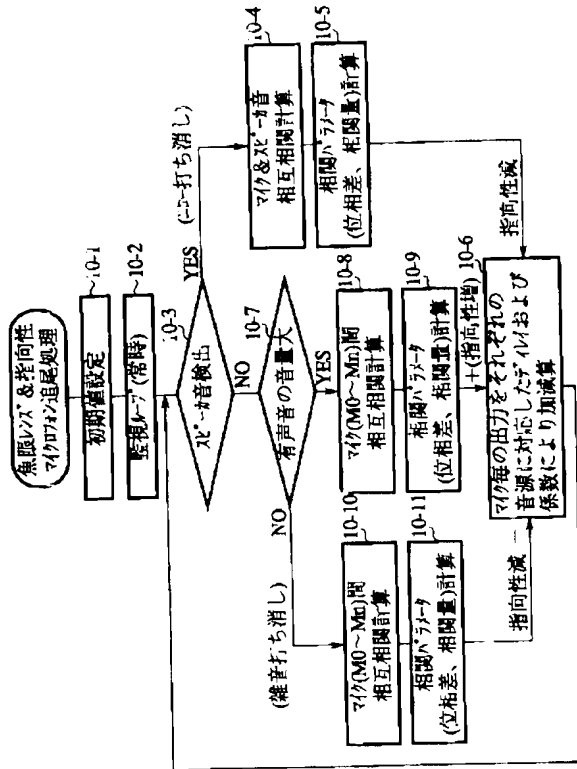 魚眼レンズ&指向性
マイクロフォン追尾処理
初期値設定
10-1
監視ループ(常時)
10-2
10-3
スピーカ音検出
YES
(エコー打ち消し)
10-4
マイク&スピーカ音
相互相関計算
10-5
相関パラメータ
(位相差、相関量)計算
指向性減
NO
10-7
有声音の音量大
YES
10-8
マイク(M0〜Mn)間
相互相関計算
10-9
相関パラメータ
(位相差、相関量)計算
+(指向性増)
NO
(雑音打ち消し)
10-10
マイク(M0〜Mn)間
相互相関計算
10-11
相関パラメータ
(位相差、相関量)計算
指向性減
10-6
マイク毎の出力をそれぞれの
音源に対応したディレイおよび
係数により加減算